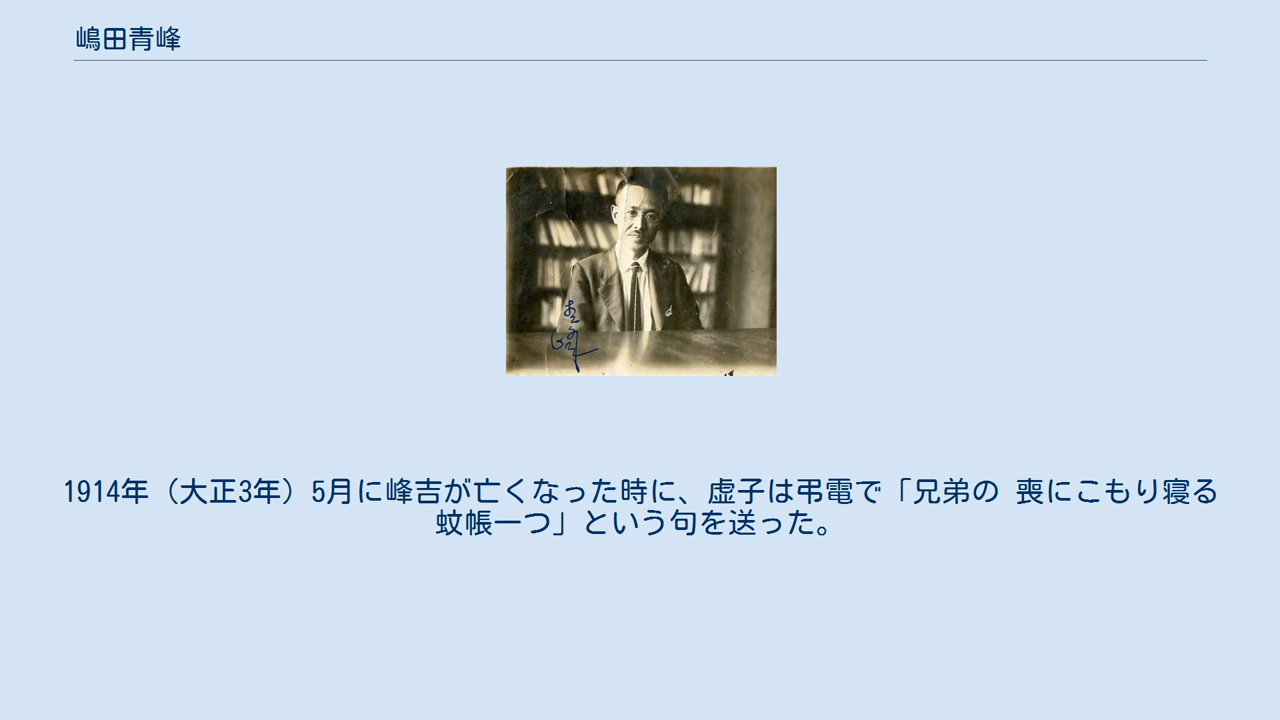 嶋田青峰
青峰
1914年（大正3年）5月に峰吉が亡くなった時に、虚子は弔電で「兄弟の 喪にこもり寝る
蚊帳一つ」という句を送った。